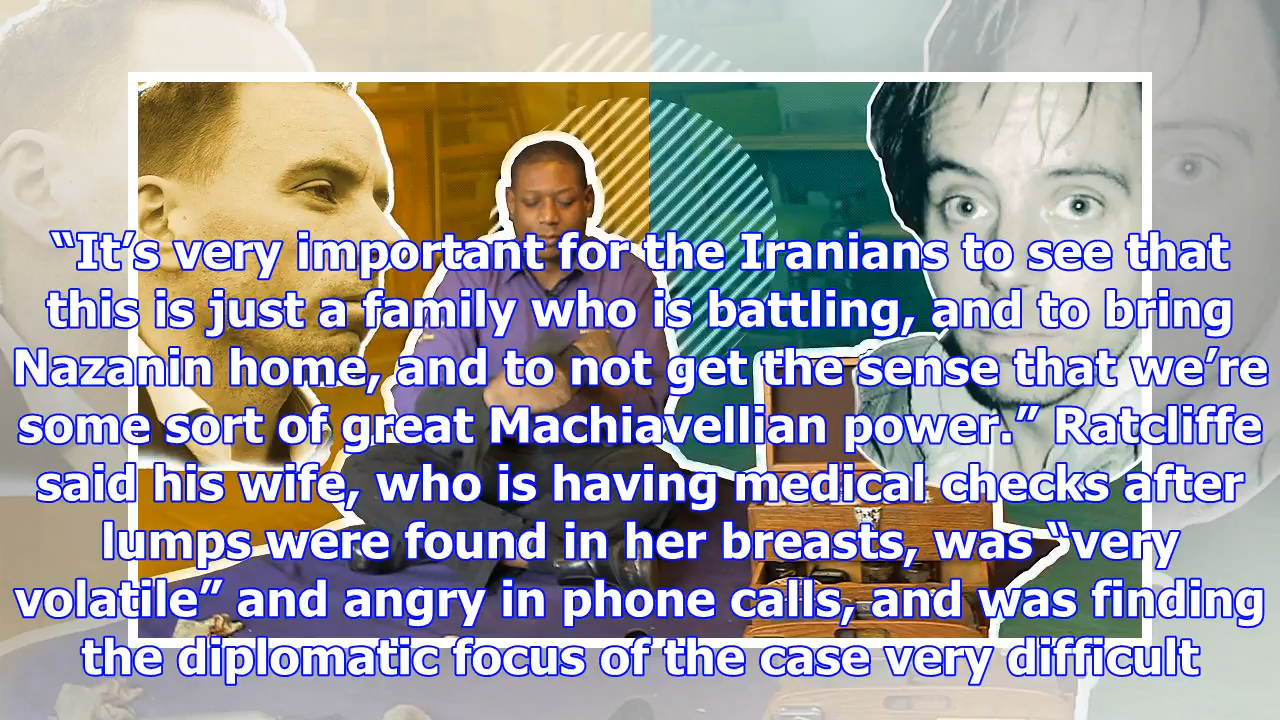 “It’s very important for the Iranians to see that
this is just a family who is battling, and to bring
Nazanin home, and to not get the sense that we’re
some sort of great Machiavellian power.” Ratcliffe
said his wife, who is having medical checks after
lumps were found in her breasts, was “very
volatile” and angry in phone calls, and was finding
the diplomatic focus of the case very difficult